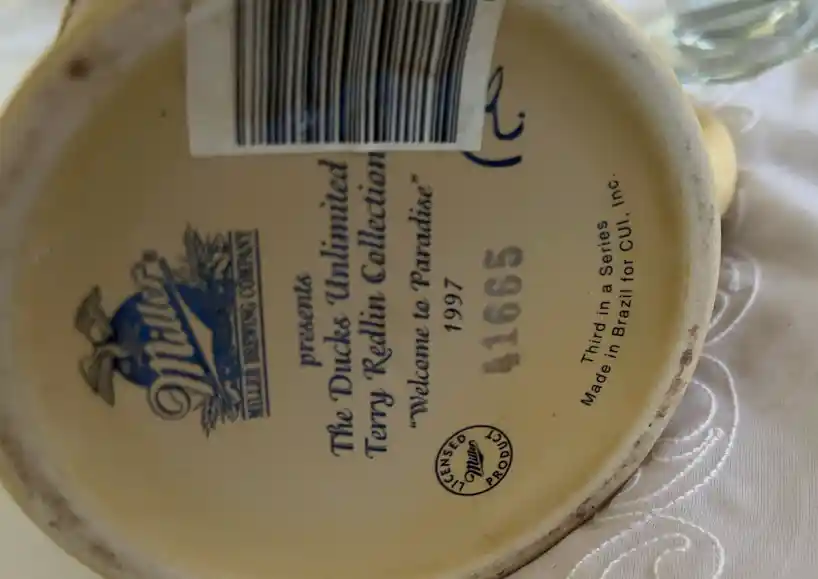 Miller
MILLER BREWING COMPANY
presents
The Ducks Unlimited
Terry Redlin Collection
"Welcome to Paradise"
1997
41665
LICENSED
Miller
PRODUCT
Third in a Series
Made in Brazil for CUI, Inc.